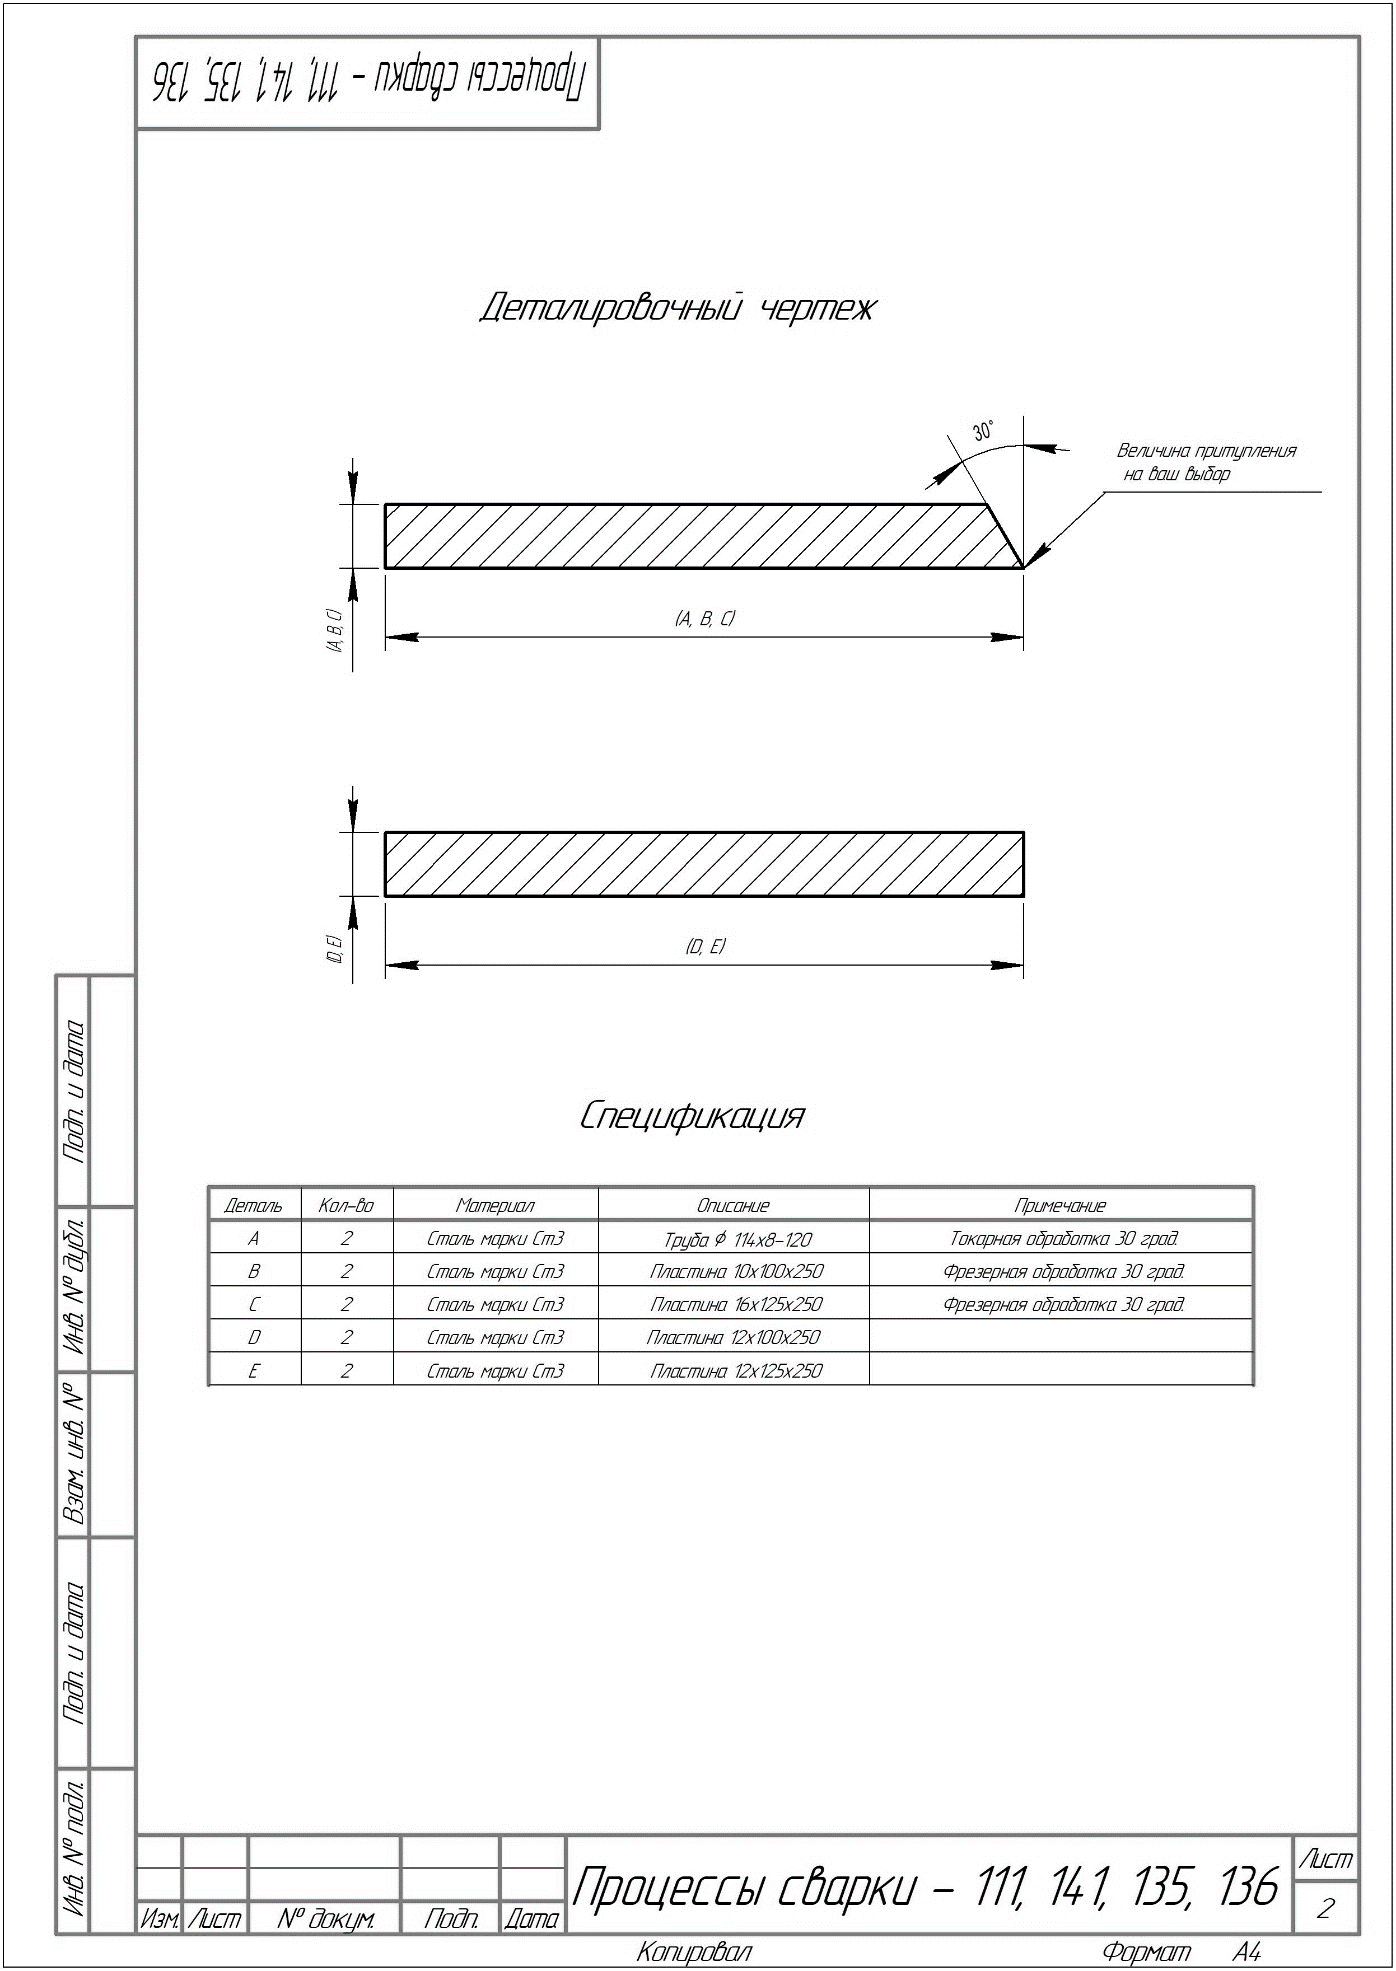 Процессы сварки - 111, 141, 135, 136
Деталировочный чертеж
30°
Величина притупления
на ваш выбор
(A, B, C)
(A, B, C)
(D, E)
(D, E)
Спецификация
Деталь Кол-во Материал Описание Примечание
A 2 Сталь марки Ст3 Труба ϕ 114х8-120 Токарная обработка 30 град.
B 2 Сталь марки Ст3 Пластина 10х100х250 Фрезерная обработка 30 град.
C 2 Сталь марки Ст3 Пластина 16х125х250 Фрезерная обработка 30 град.
D 2 Сталь марки Ст3 Пластина 12х100х250
E 2 Сталь марки Ст3 Пластина 12х125х250
Подп. и дата
Инв. № дубл.
Взам. инв. №
Подп. и дата
Инв. № подл.
Изм. Лист № докум. Подп. Дата
Процессы сварки - 111, 141, 135, 136
Лист
2
Копировал Формат А4